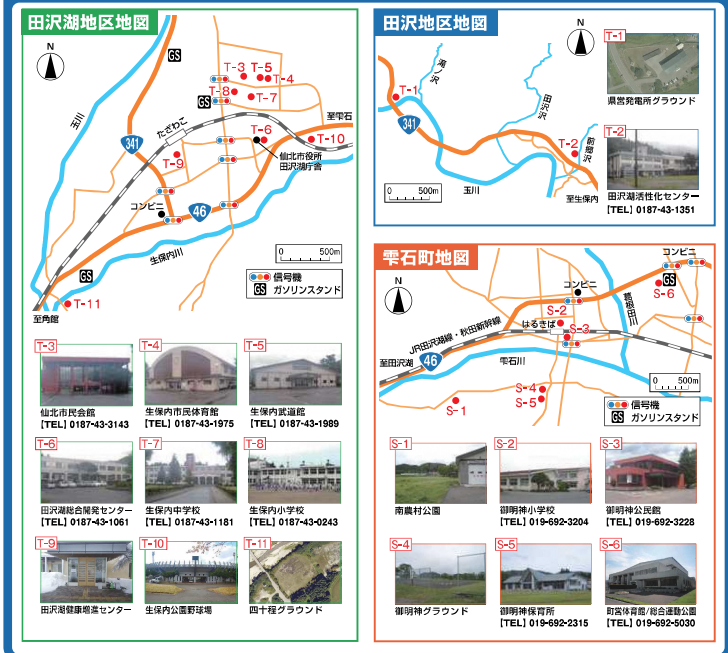 田沢湖地区地図
N
GS
T-3
T-5
T-4
T-8
GS
T-7
玉川
至雫石
たざわこ
T-6
T-10
341
仙北市役所
田沢湖庁舎
T-9
コンビニ
46
生保内川
0 500m
信号機
GS ガソリンスタンド
GS
T-11
至角館
T-3
仙北市民会館
【TEL】0187-43-3143
T-4
生保内市民体育館
【TEL】0187-43-1975
T-5
生保内武道館
【TEL】0187-43-1989
T-6
田沢湖総合開発センター
【TEL】0187-43-1061
T-7
生保内中学校
【TEL】0187-43-1181
T-8
生保内小学校
【TEL】0187-43-0243
T-9
田沢湖健康増進センター
T-10
生保内公園野球場
T-11
四十程グラウンド
田沢地区地図
N
滝ノ沢
T-1
田沢沢
341
前郷沢
T-2
0 500m
玉川
至生保内
T-1
県営発電所グラウンド
T-2
田沢湖活性化センター
【TEL】0187-43-1351
雫石町地図
コンビニ
N
GS
コンビニ
S-6
S-2
葛根田川
はるきば
S-3
JR田沢湖線・秋田新幹線
至田沢湖
46
雫石川
0 500m
S-4
S-1
S-5
信号機
GS ガソリンスタンド
S-1
南農村公園
S-2
御明神小学校
【TEL】019-692-3204
S-3
御明神公民館
【TEL】019-692-3228
S-4
御明神グラウンド
S-5
御明神保育所
【TEL】019-692-2315
S-6
町営体育館/総合運動公園
【TEL】019-692-5030